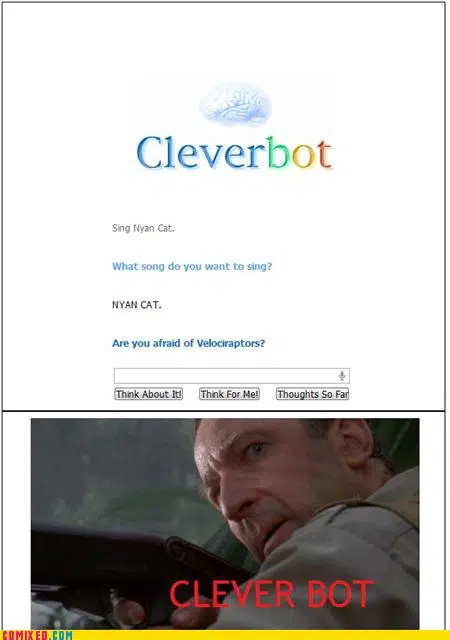 Cleverbot
Sing Nyan Cat.
What song do you want to sing?
NYAN CAT.
Are you afraid of Velociraptors?
Think About It! Think For Me! Thoughts So Far
CLEVER BOT
COMIXED.COM